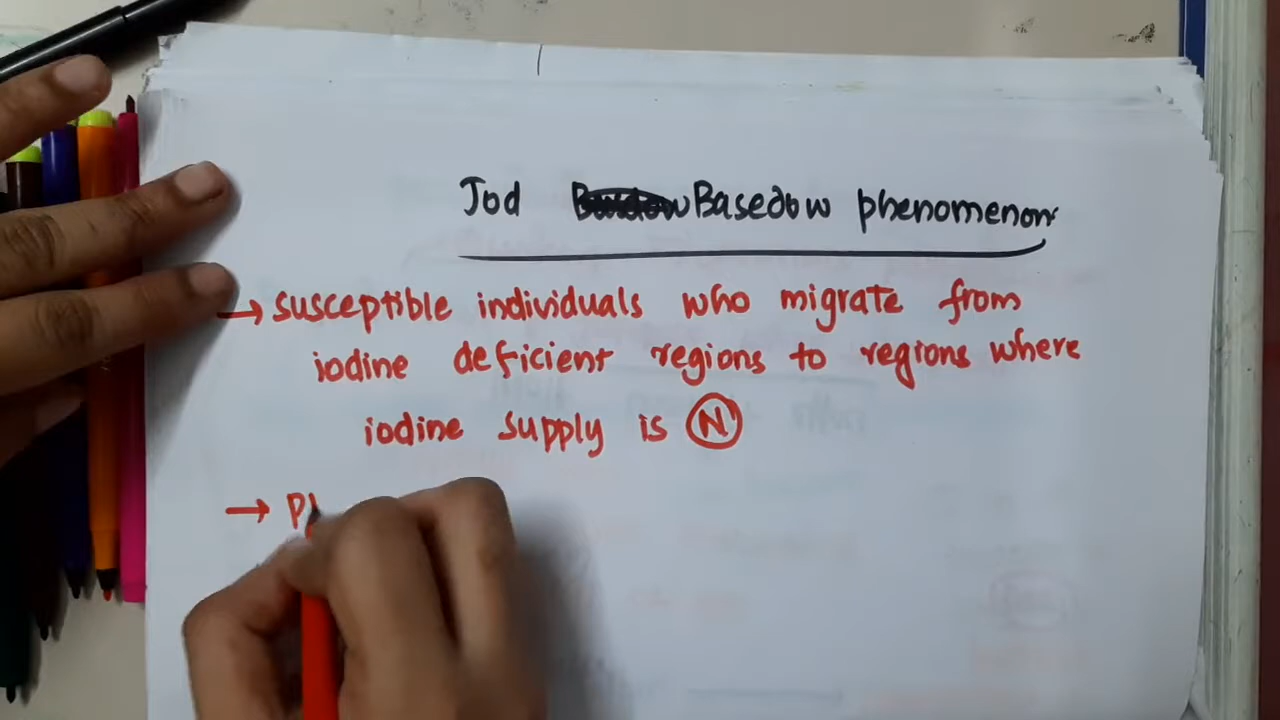 Jod Basedow phenomenon
→ susceptible individuals who migrate from
iodine deficient regions to regions where
iodine supply is N
→